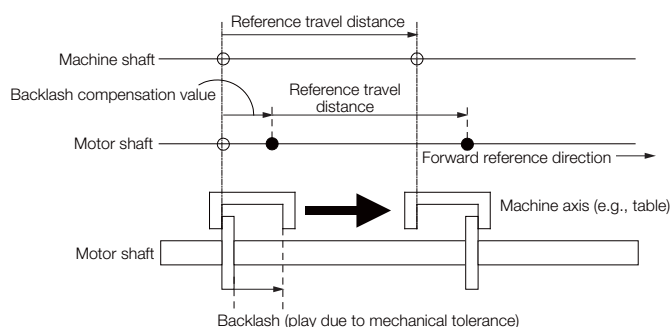 Reference travel distance
Machine shaft
Backlash compensation value
Reference travel
distance
Motor shaft
Forward reference direction
Machine axis (e.g., table)
Motor shaft
Backlash (play due to mechanical tolerance)